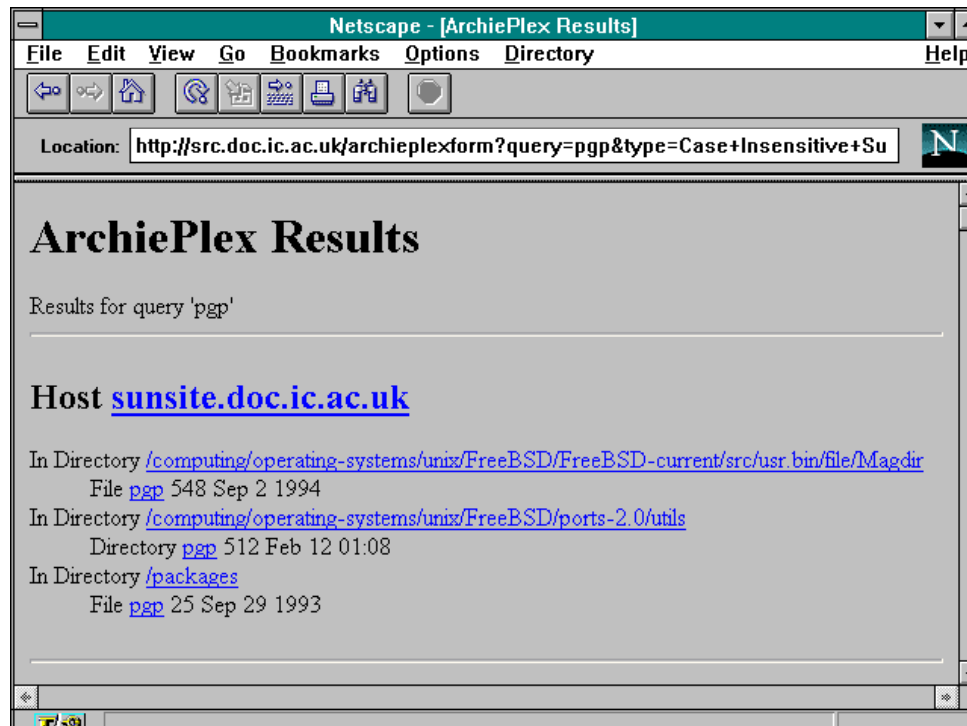 Netscape - [ArchiePlex Results]
File Edit View Go Bookmarks Options Directory Help
Location: http://src.doc.ic.ac.uk/archieplexform?query=pgp&type=Case+Insensitive+Su
N
ArchiePlex Results
Results for query 'pgp'
Host sunsite.doc.ic.ac.uk
In Directory /computing/operating-systems/unix/FreeBSD/FreeBSD-current/src/usr.bin/file/Magdir
File pgp 548 Sep 2 1994
In Directory /computing/operating-systems/unix/FreeBSD/ports-2.0/utils
Directory pgp 512 Feb 12 01:08
In Directory /packages
File pgp 25 Sep 29 1993